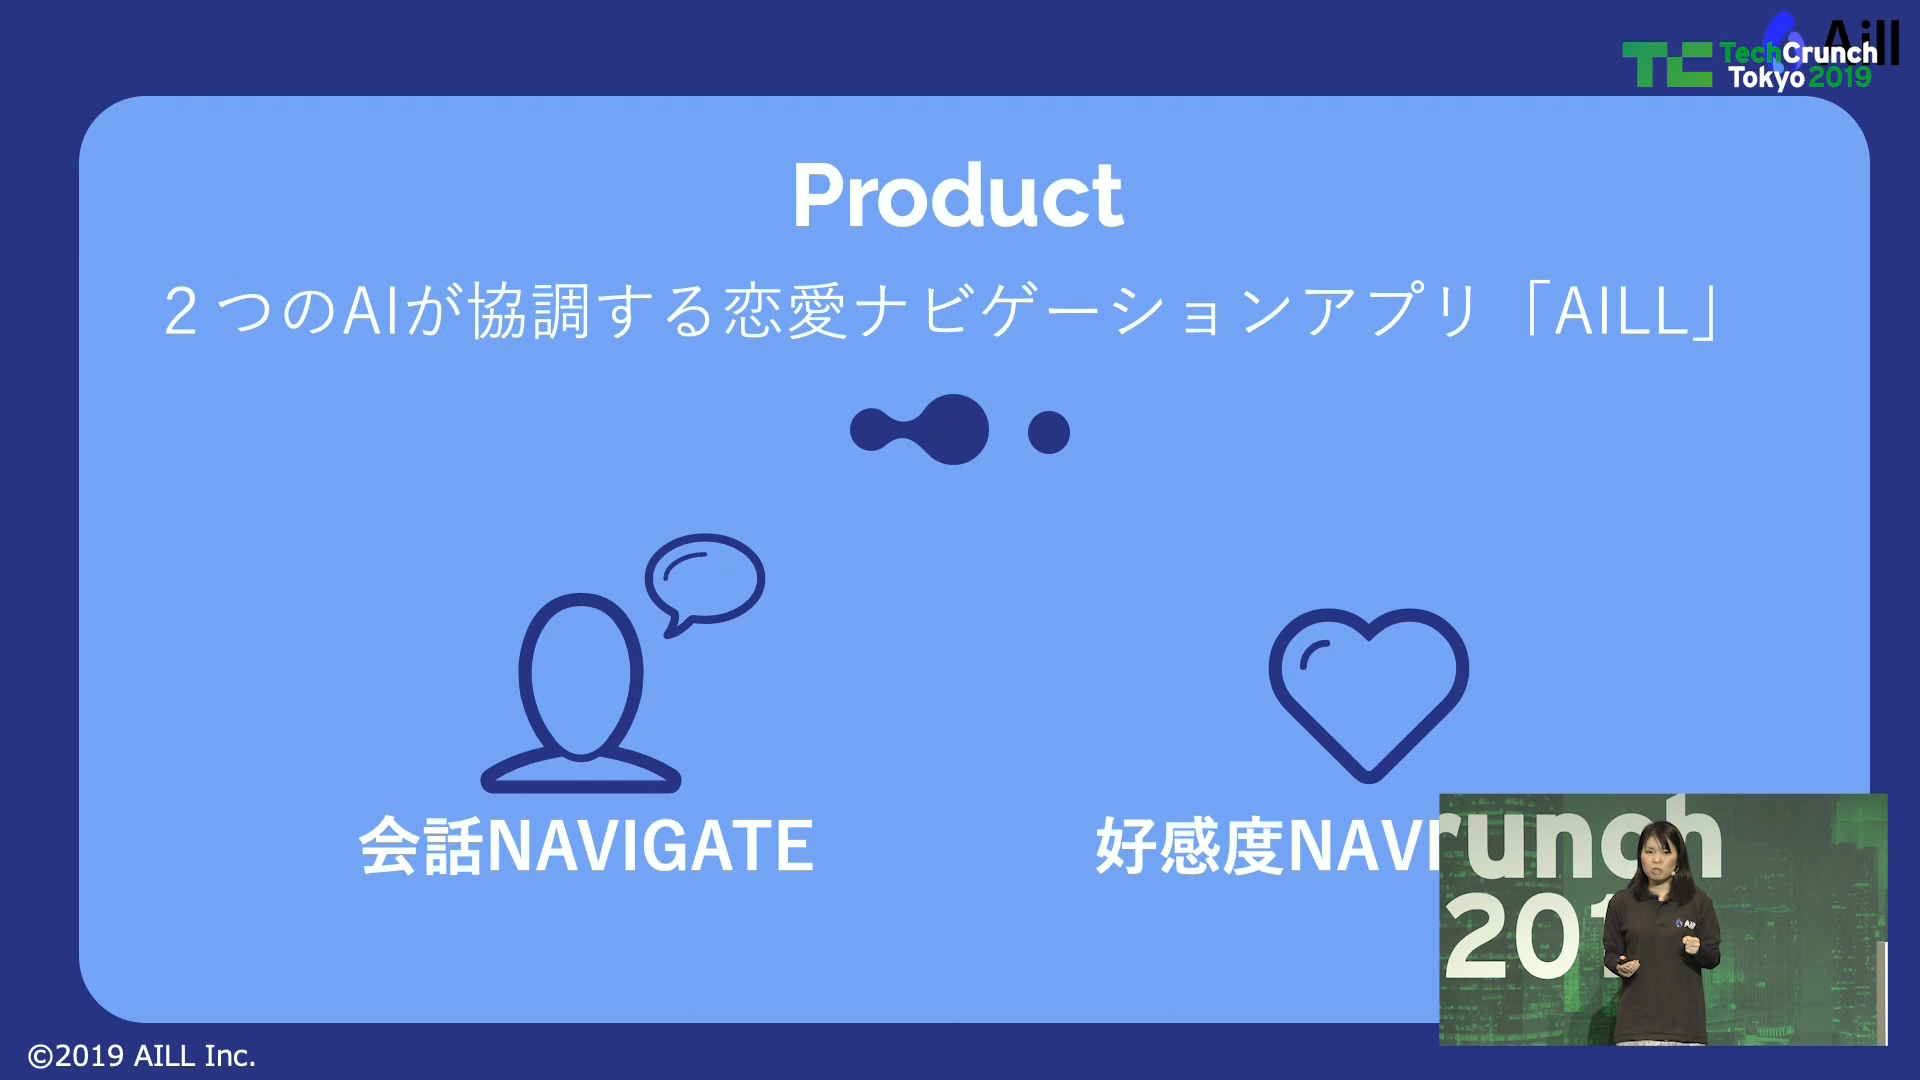 Aill
TechCrunch
Tokyo 2019
Product
２つのAIが協調する恋愛ナビゲーションアプリ「AILL」
会話NAVIGATE
好感度NAVI
runch
201
Aill
©2019 AILL Inc.